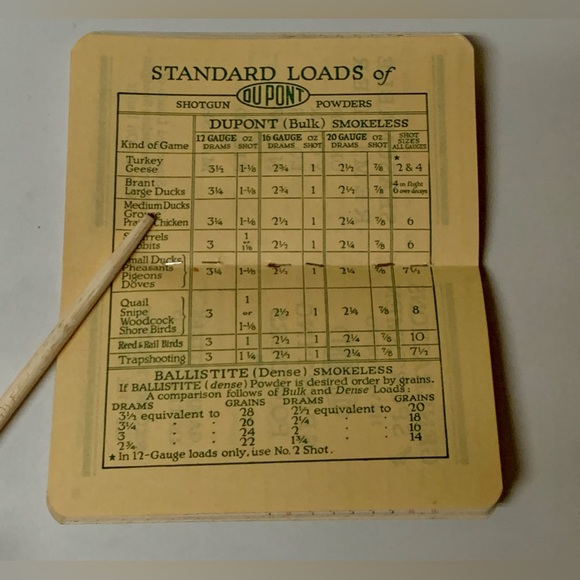 STANDARD LOADS of
SHOTGUN DU PONT POWDERS
DUPONT (Bulk) SMOKELESS
Kind of Game 12 GAUGE DRAMS OZ SHOT 16 GAUGE DRAMS OZ SHOT 20 GAUGE DRAMS OZ SHOT SHOT SIZES ALL GAUGES
Turkey
Geese 3½ 1-⅛ 2¾ 1 2½ ⅞ * 2 & 4
Brant
Large Ducks 3¼ 1-⅛ 2¾ 1 2½ ⅞ 4 in flight 6 over decoys
Medium Ducks
Chicken 3¼ 1-⅛ 2½ 1 2¼ ⅞ 6
3 1 or 1⅛ 2½ 1 2¼ ⅞ 6
Small Ducks
Pheasants
Pigeons
Doves 3¼ 1-⅛ 2½ 1 2¼ ⅞ 7½
Quail
Snipe
Woodcock
Shore Birds 3 1 or 1-⅛ 2½ 1 2¼ ⅞ 8
Reed & Rail Birds 3 1 2½ 1 2¼ ⅞ 10
Trapshooting 3 1¼ 2½ 1 2¼ ⅞ 7½
BALLISTITE (Dense) SMOKELESS
If BALLISTITE (dense) Powder is desired order by grains.
A comparison follows of Bulk and Dense Loads:
DRAMS GRAINS DRAMS GRAINS
3½ equivalent to 28 2½ equivalent to 20
3¼ " " 26 2¼ " " 18
3 " " 24 2 " " 16
2¾ " " 22 1¾ " " 14
* In 12-Gauge loads only, use No. 2 Shot.